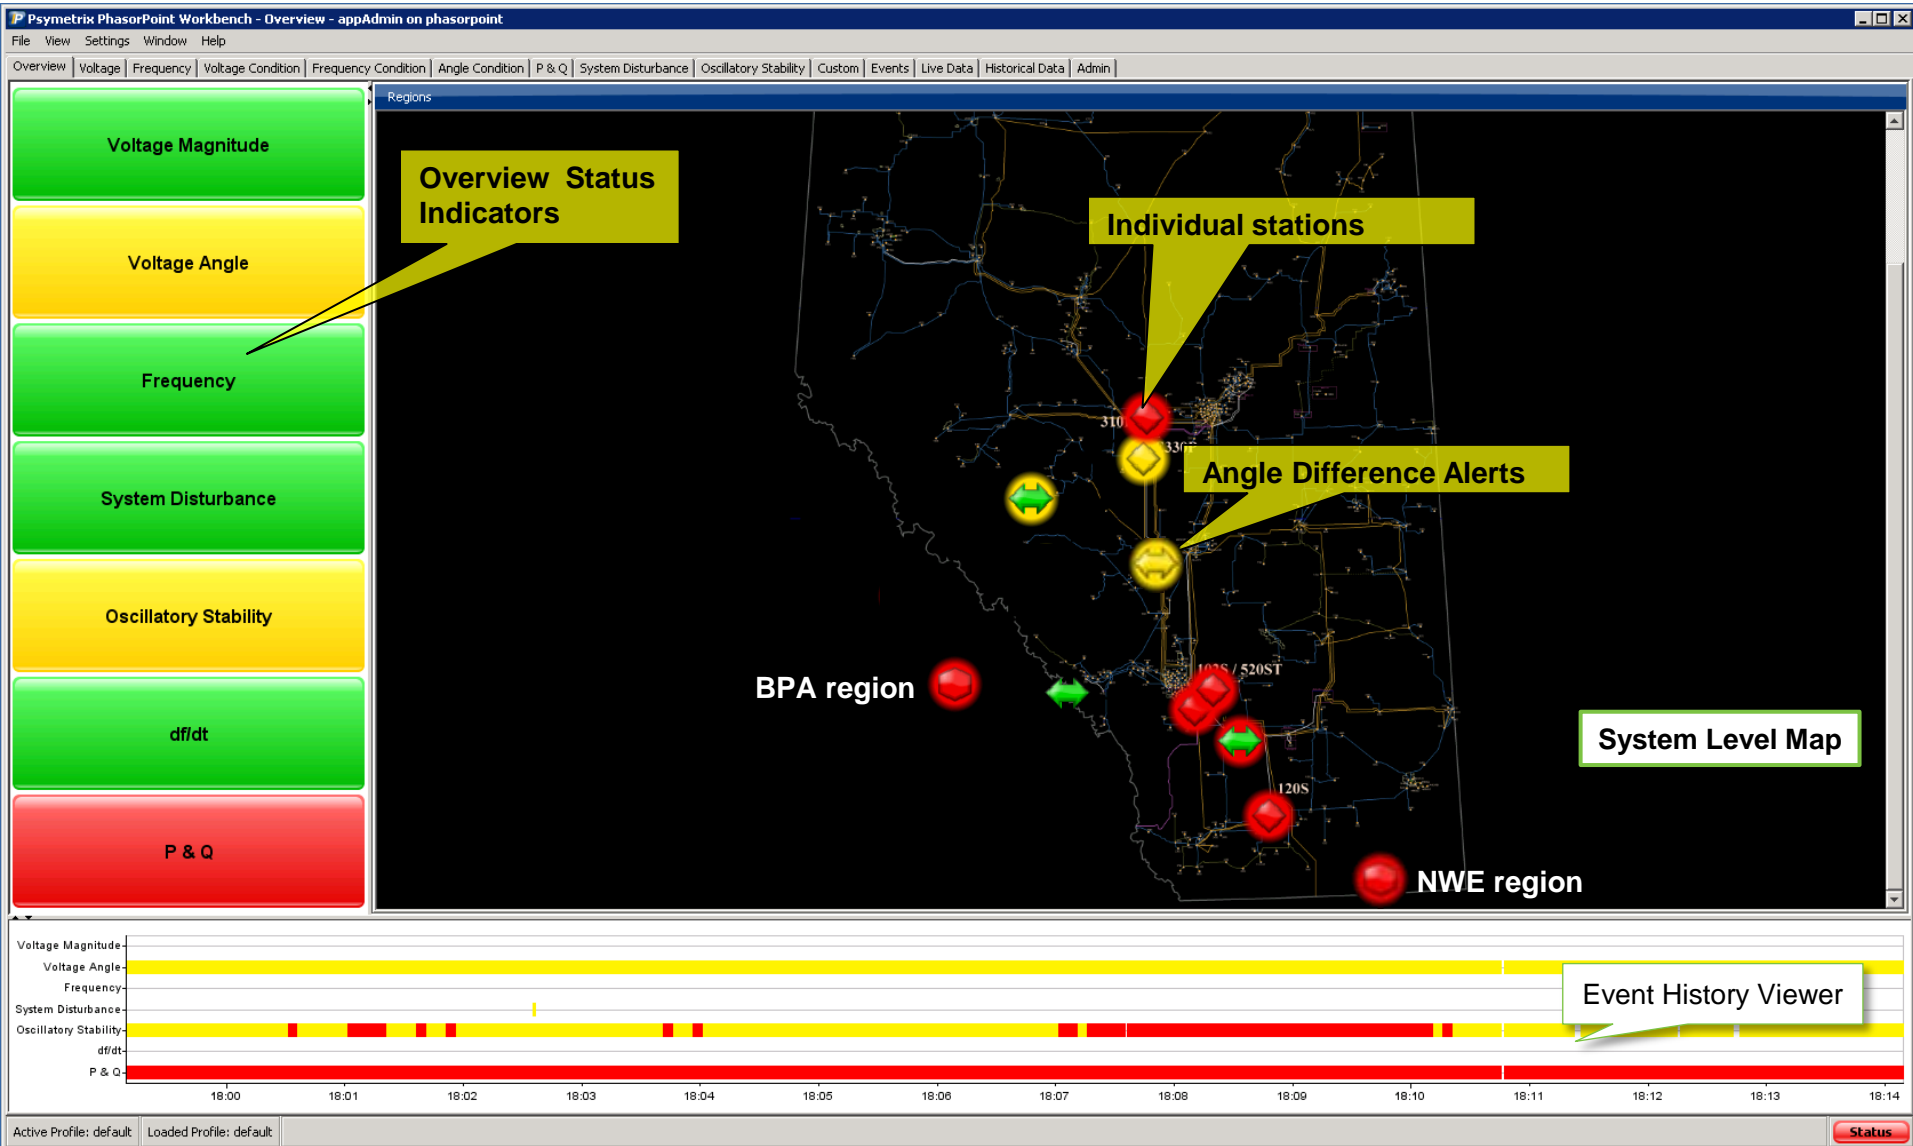 Psymetrix PhasorPoint Workbench - Overview - appAdmin on phasorpoint
File View Settings Window Help
Overview Voltage Frequency Voltage Condition Frequency Condition Angle Condition P & Q System Disturbance Oscillatory Stability Custom Events Live Data Historical Data Admin
Regions
Voltage Magnitude
Voltage Angle
Frequency
System Disturbance
Oscillatory Stability
df/dt
P & Q
Overview Status
Indicators
Individual stations
310
330P
Angle Difference Alerts
BPA region
102S / 520ST
System Level Map
120S
NWE region
Voltage Magnitude
Voltage Angle
Frequency
System Disturbance
Oscillatory Stability
df/dt
P & Q
Event History Viewer
18:00 18:01 18:02 18:03 18:04 18:05 18:06 18:07 18:08 18:09 18:10 18:11 18:12 18:13 18:14
Active Profile: default Loaded Profile: default
Status